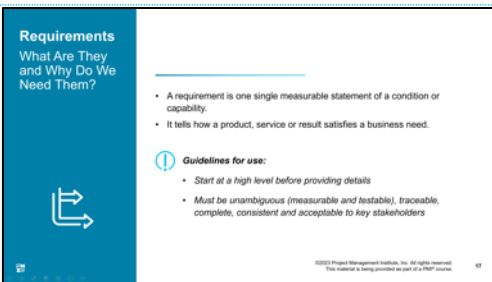 Requirements
What Are They
and Why Do We
Need Them?
• A requirement is one single measurable statement of a condition or
capability.
• It tells how a product, service or result satisfies a business need.
Guidelines for use:
• Start at a high level before providing details
• Must be unambiguous (measurable and testable), traceable,
complete, consistent and acceptable to key stakeholders
©2023 Project Management Institute, Inc. All rights reserved.
This material is being provided as part of a PMP® course.
17